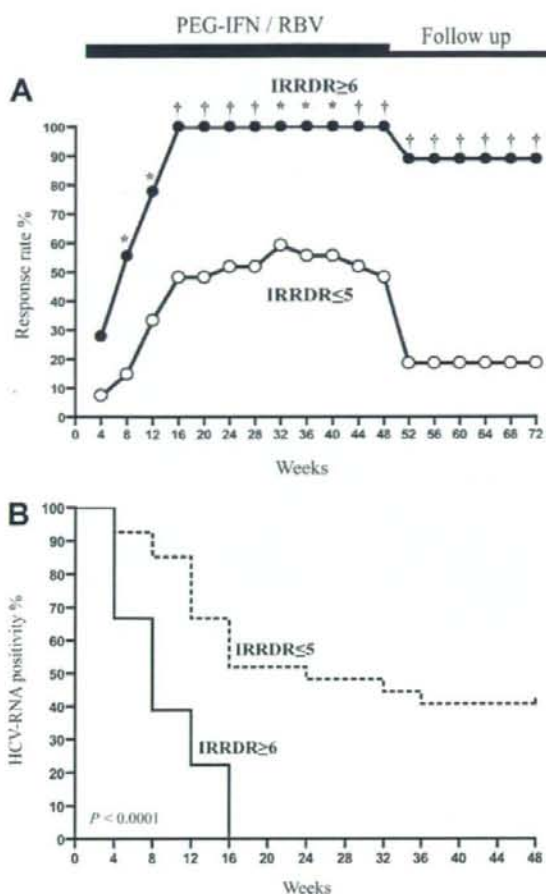 PEG-IFN / RBV
Follow up
A
IRRDR≥6
* * † † † † * * * † † † † † † † †
Response rate %
100
90
80
70
60
50
40
30
20
10
0
IRRDR≤5
0 4 8 12 16 20 24 28 32 36 40 44 48 52 56 60 64 68 72
Weeks
B
HCV-RNA positivity %
100
90
80
70
60
50
40
30
20
10
0
IRRDR≤5
IRRDR≥6
P < 0.0001
0 4 8 12 16 20 24 28 32 36 40 44 48
Weeks